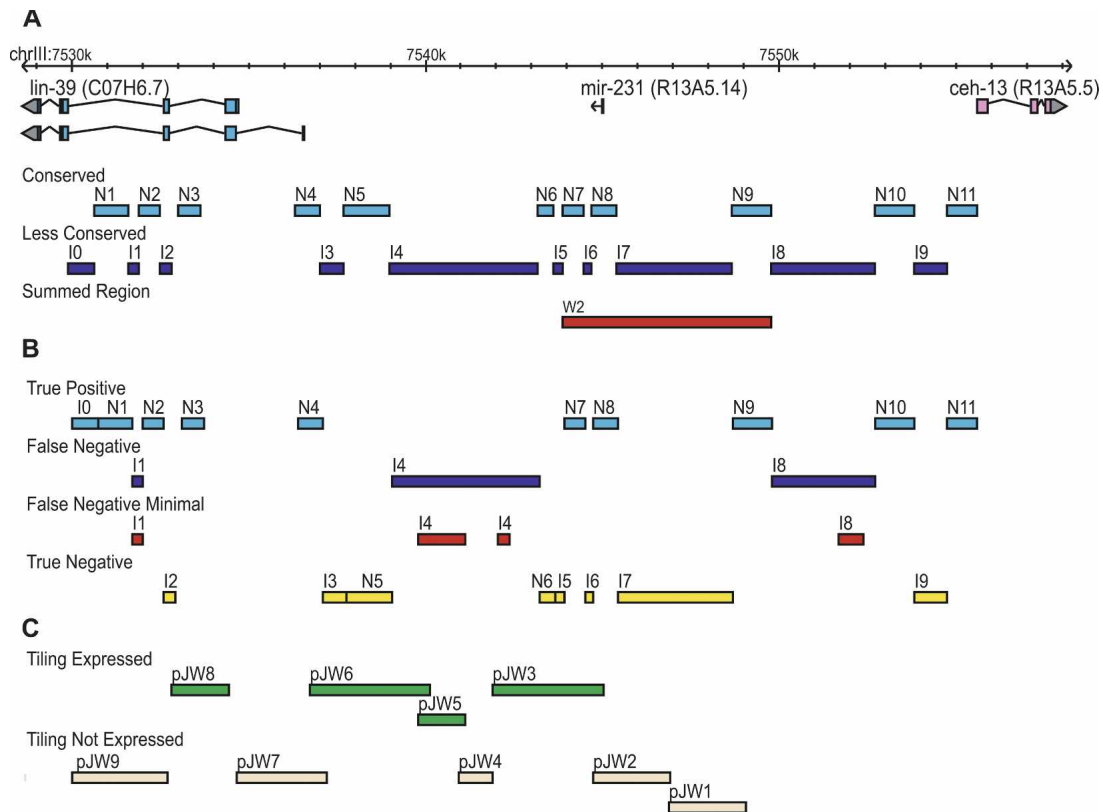 A
chrIII:7530k 7540k 7550k
lin-39 (C07H6.7) mir-231 (R13A5.14) ceh-13 (R13A5.5)
Conserved
N1 N2 N3 N4 N5 N6 N7 N8 N9 N10 N11
Less Conserved
I0 I1 I2 I3 I4 I5 I6 I7 I8 I9
Summed Region
W2
B
True Positive
I0 N1 N2 N3 N4 N7 N8 N9 N10 N11
False Negative
I1 I4 I8
False Negative Minimal
I1 I4 I4 I8
True Negative
I2 I3 N5 N6 I5 I6 I7 I9
C
Tiling Expressed
pJW8 pJW6 pJW3
pJW5
Tiling Not Expressed
pJW9 pJW7 pJW4 pJW2
pJW1